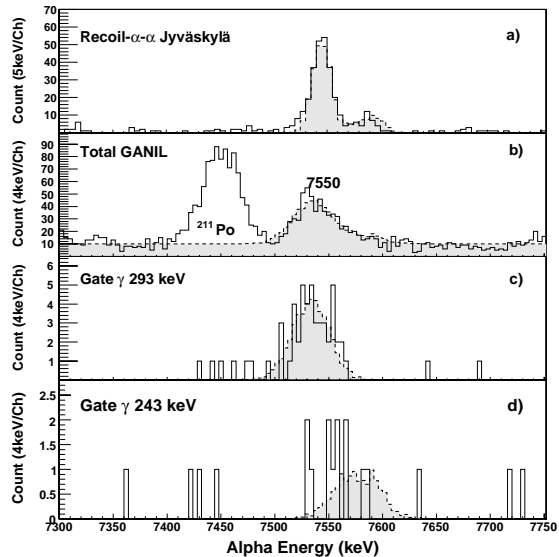 Count (5keV/Ch)
70
60
50
40
30
20
10
Recoil-α-α Jyväskylä
a)
Count (4keV/Ch)
90
80
70
60
50
40
30
20
10
Total GANIL
b)
7550
²¹¹Po
Count (4keV/Ch)
6
5
4
3
2
1
Gate γ 293 keV
c)
Count (4keV/Ch)
2.5
2
1.5
1
0.5
0
Gate γ 243 keV
d)
7300 7350 7400 7450 7500 7550 7600 7650 7700 7750
Alpha Energy (keV)